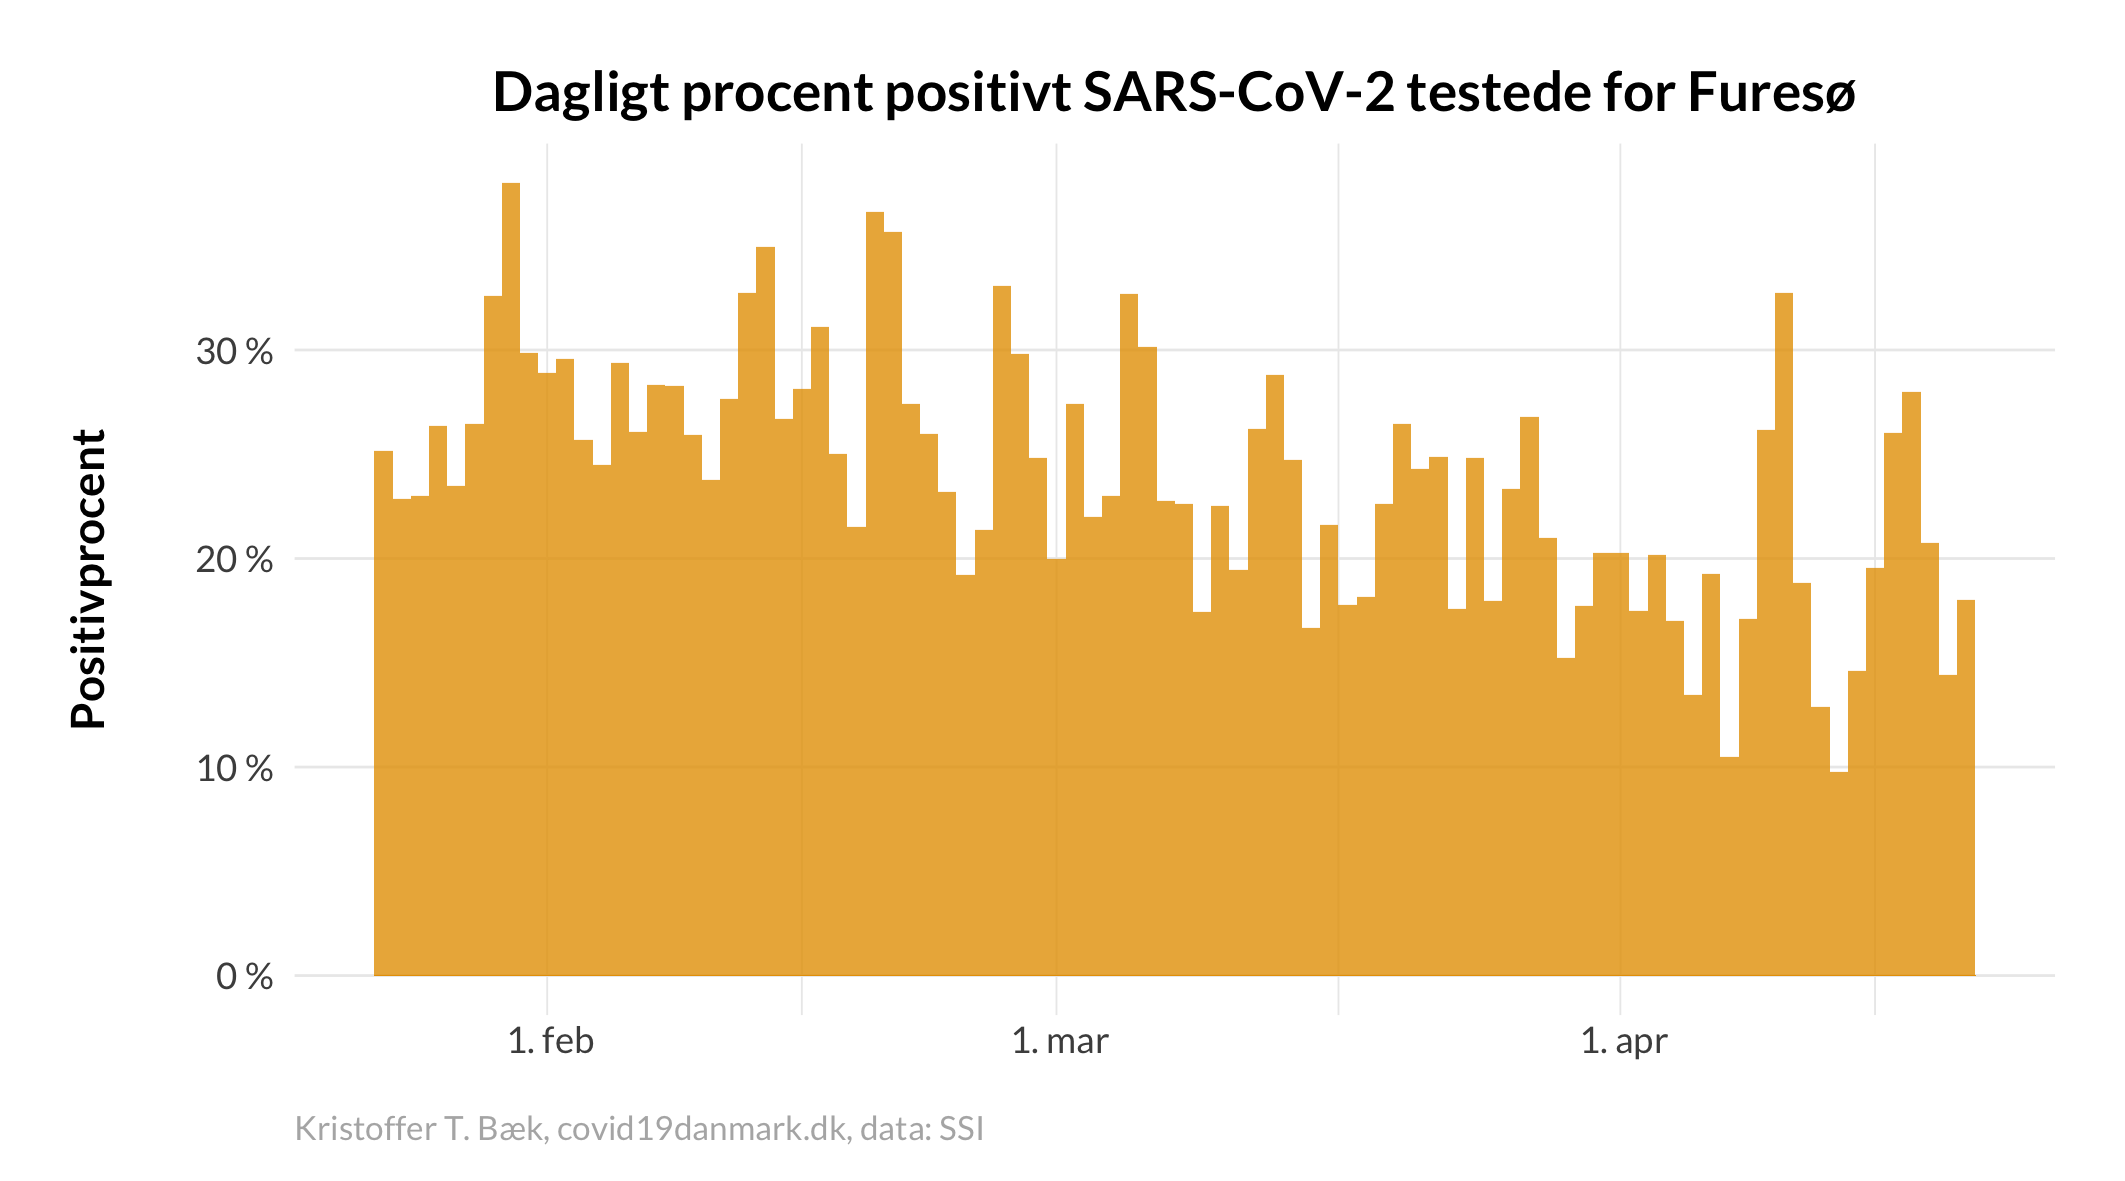 Dagligt procent positivt SARS-CoV-2 testede for Furesø
Positivprocent
30 %
20 %
10 %
0 %
1. feb
1. mar
1. apr
Kristoffer T. Bæk, covid19danmark.dk, data: SSI